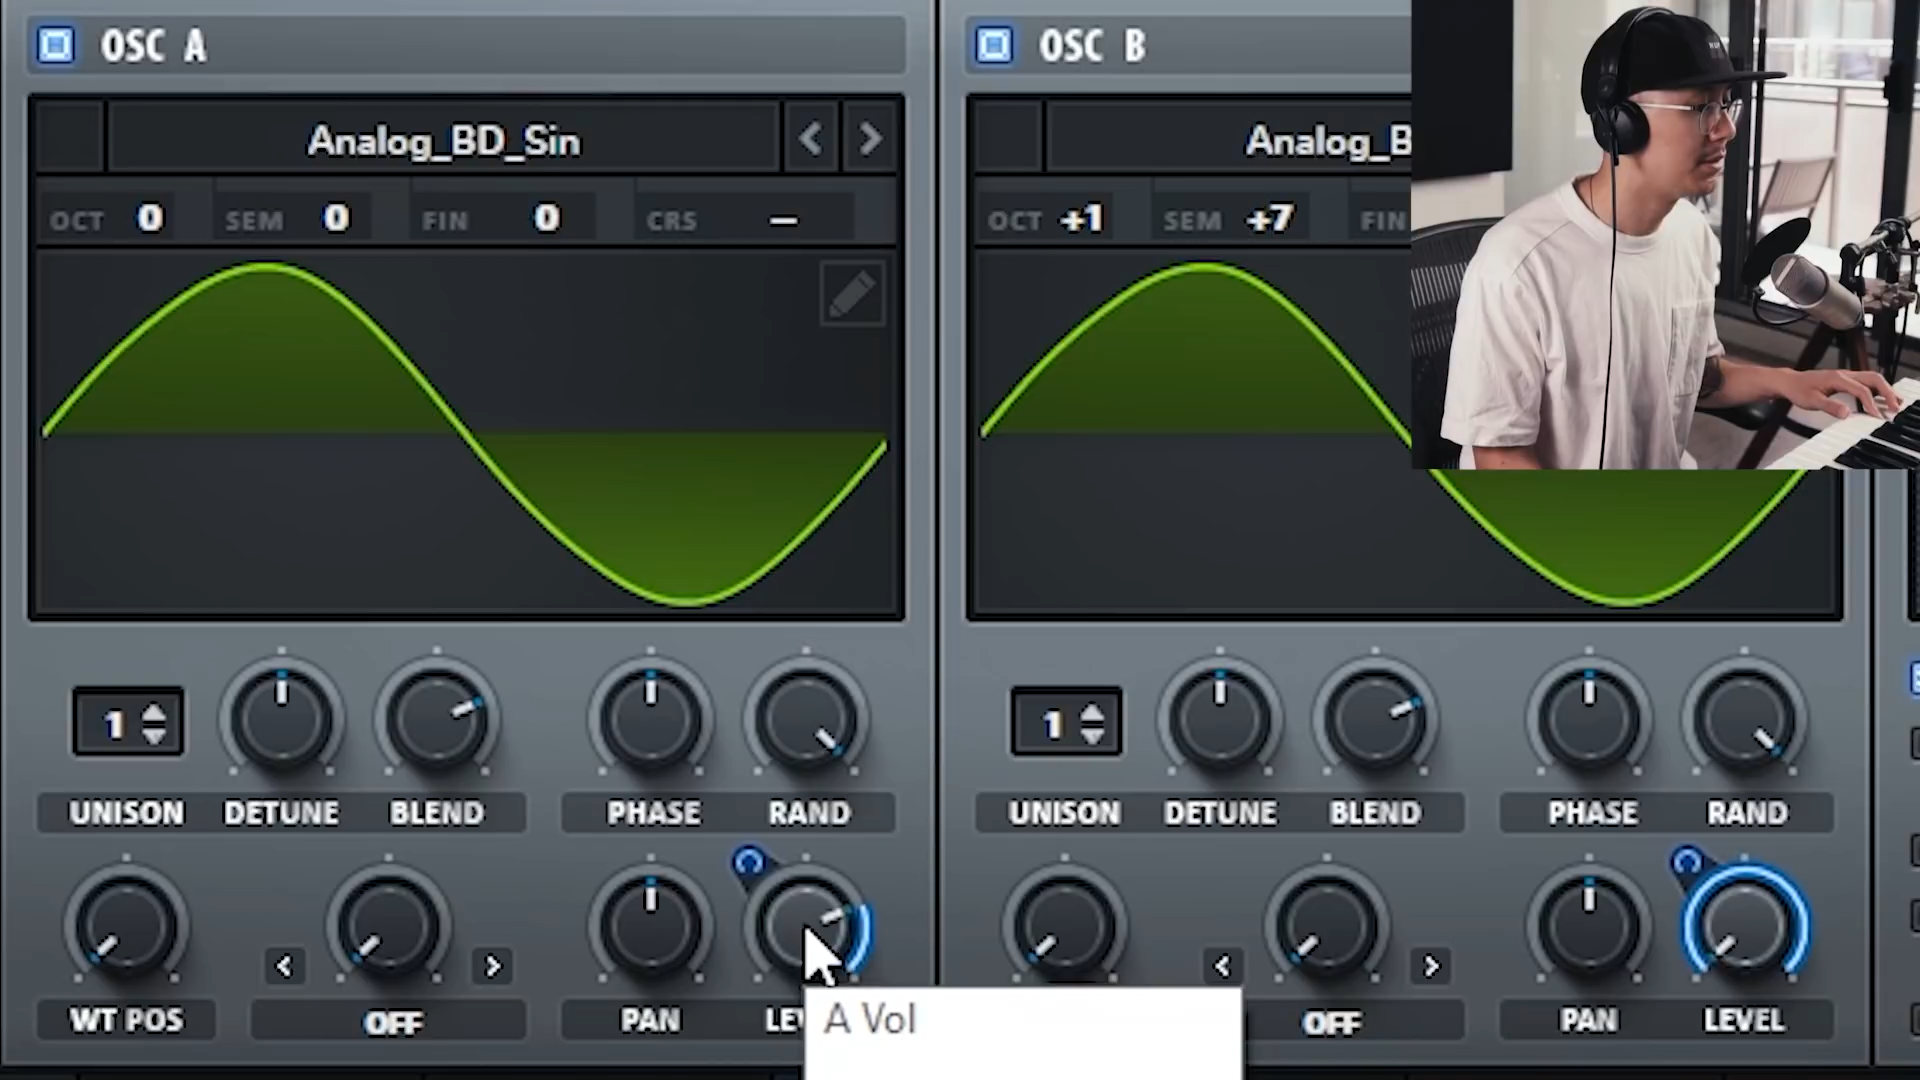 OSC A
Analog_BD_Sin
OCT 0 SEM 0 FIN 0 CRS –
1
UNISON DETUNE BLEND PHASE RAND
WT POS OFF PAN LEV
A Vol
OSC B
Analog_B
OCT +1 SEM +7 FIN
1
UNISON DETUNE BLEND PHASE RAND
OFF PAN LEVEL